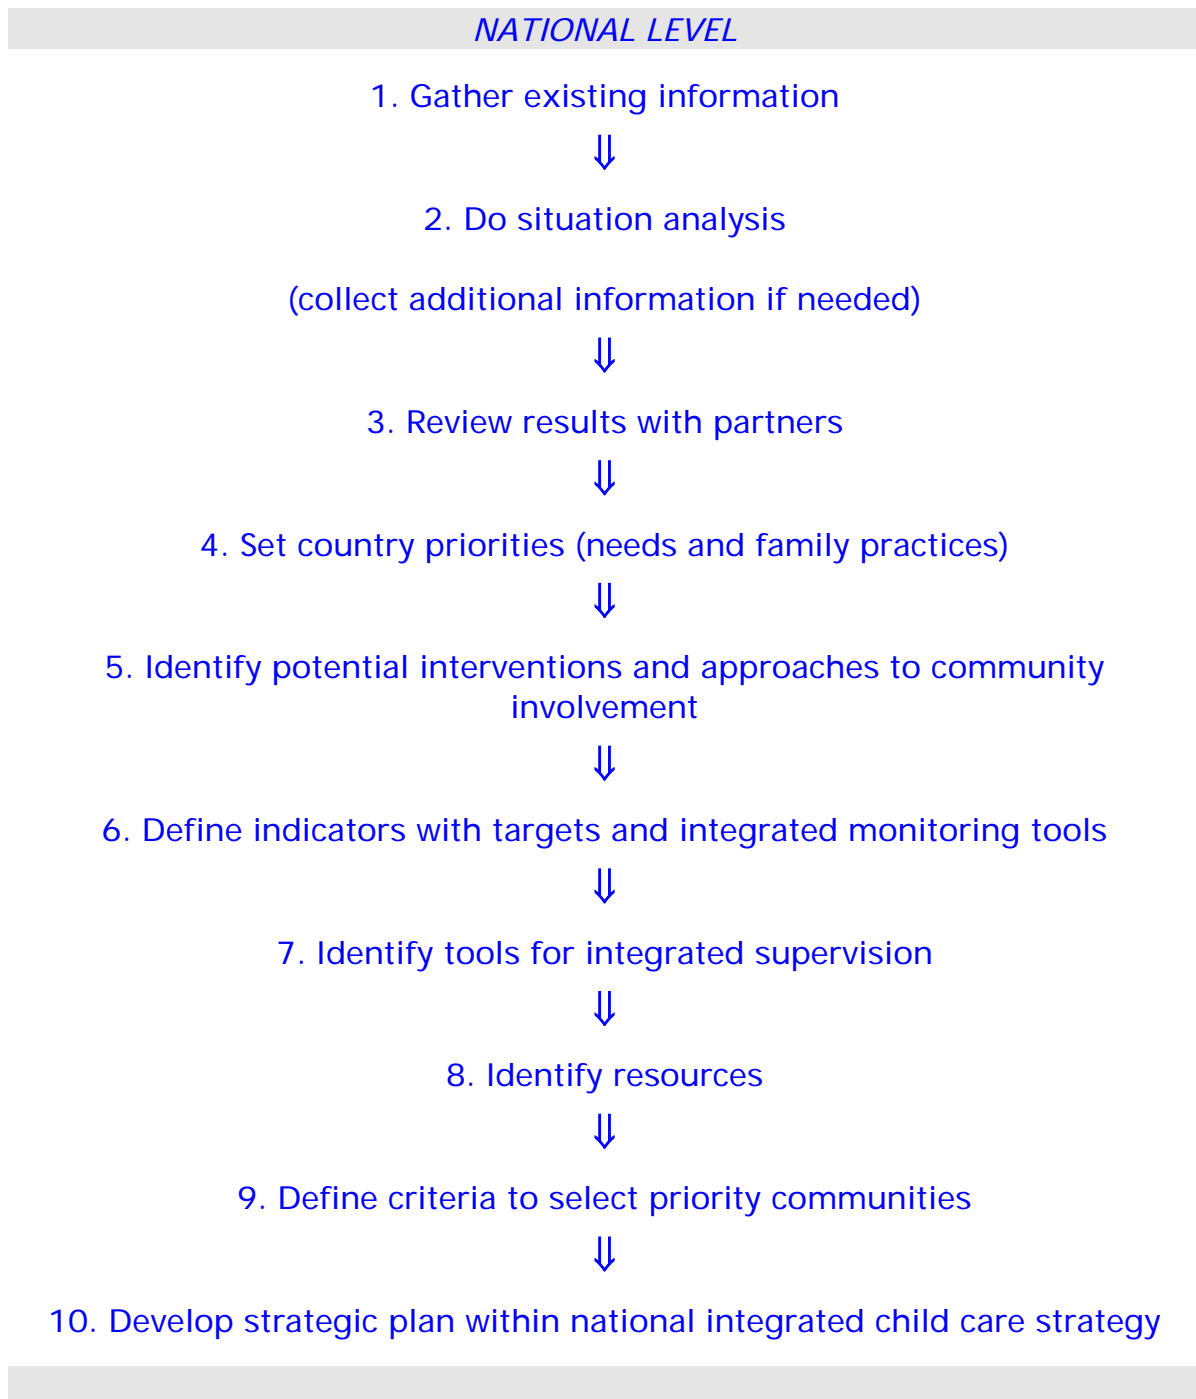 NATIONAL LEVEL
1. Gather existing information
⇓
2. Do situation analysis
(collect additional information if needed)
⇓
3. Review results with partners
⇓
4. Set country priorities (needs and family practices)
⇓
5. Identify potential interventions and approaches to community
involvement
⇓
6. Define indicators with targets and integrated monitoring tools
⇓
7. Identify tools for integrated supervision
⇓
8. Identify resources
⇓
9. Define criteria to select priority communities
⇓
10. Develop strategic plan within national integrated child care strategy